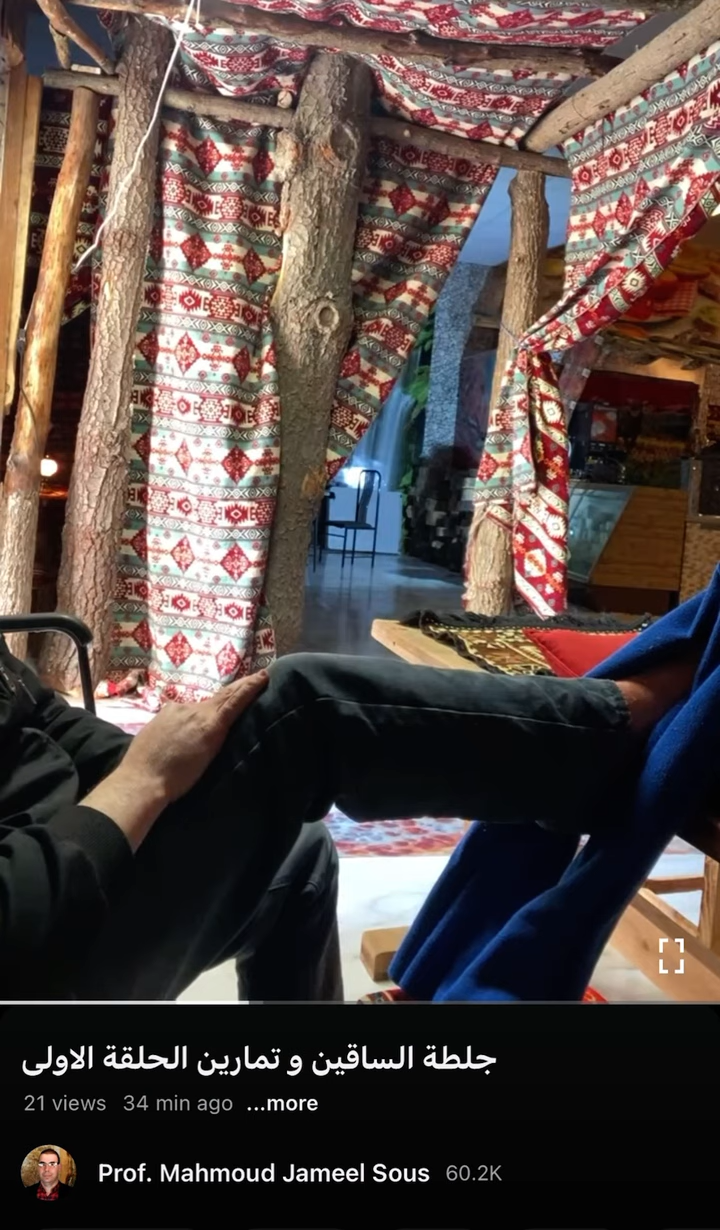 جلطة الساقين و تمارين الحلقة الاولى
21 views 34 min ago ...more
Prof. Mahmoud Jameel Sous 60.2K